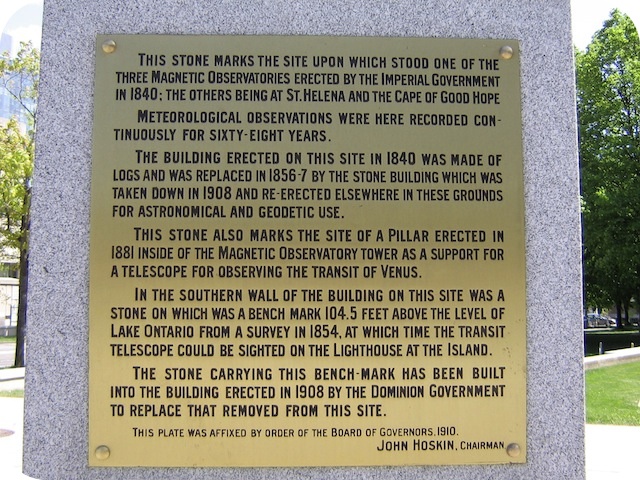 THIS STONE MARKS THE SITE UPON WHICH STOOD ONE OF THE
THREE MAGNETIC OBSERVATORIES ERECTED BY THE IMPERIAL GOVERNMENT
IN 1840; THE OTHERS BEING AT ST. HELENA AND THE CAPE OF GOOD HOPE
METEOROLOGICAL OBSERVATIONS WERE HERE RECORDED CON-
TINUOUSLY FOR SIXTY-EIGHT YEARS.
THE BUILDING ERECTED ON THIS SITE IN 1840 WAS MADE OF
LOGS AND WAS REPLACED IN 1856-7 BY THE STONE BUILDING WHICH WAS
TAKEN DOWN IN 1908 AND RE-ERECTED ELSEWHERE IN THESE GROUNDS
FOR ASTRONOMICAL AND GEODETIC USE.
THIS STONE ALSO MARKS THE SITE OF A PILLAR ERECTED IN
1881 INSIDE OF THE MAGNETIC OBSERVATORY TOWER AS A SUPPORT FOR
A TELESCOPE FOR OBSERVING THE TRANSIT OF VENUS.
IN THE SOUTHERN WALL OF THE BUILDING ON THIS SITE WAS A
STONE ON WHICH WAS A BENCH MARK 104.5 FEET ABOVE THE LEVEL OF
LAKE ONTARIO FROM A SURVEY IN 1854, AT WHICH TIME THE TRANSIT
TELESCOPE COULD BE SIGHTED ON THE LIGHTHOUSE AT THE ISLAND.
THE STONE CARRYING THIS BENCH-MARK HAS BEEN BUILT
INTO THE BUILDING ERECTED IN 1908 BY THE DOMINION GOVERNMENT
TO REPLACE THAT REMOVED FROM THIS SITE.
THIS PLATE WAS AFFIXED BY ORDER OF THE BOARD OF GOVERNORS, 1910.
JOHN HOSKIN, CHAIRMAN